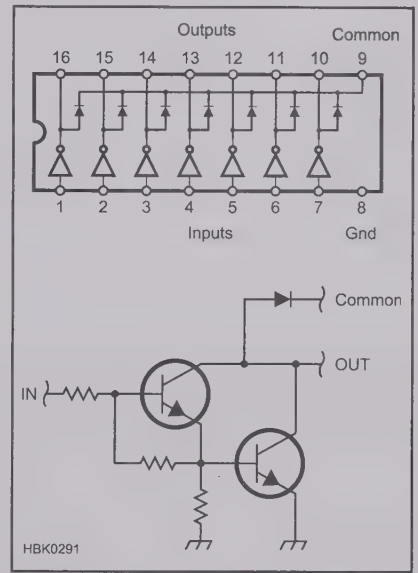 Outputs
Common
16 15 14 13 12 11 10 9
1 2 3 4 5 6 7 8
Inputs
Gnd
Common
OUT
IN
HBK0291